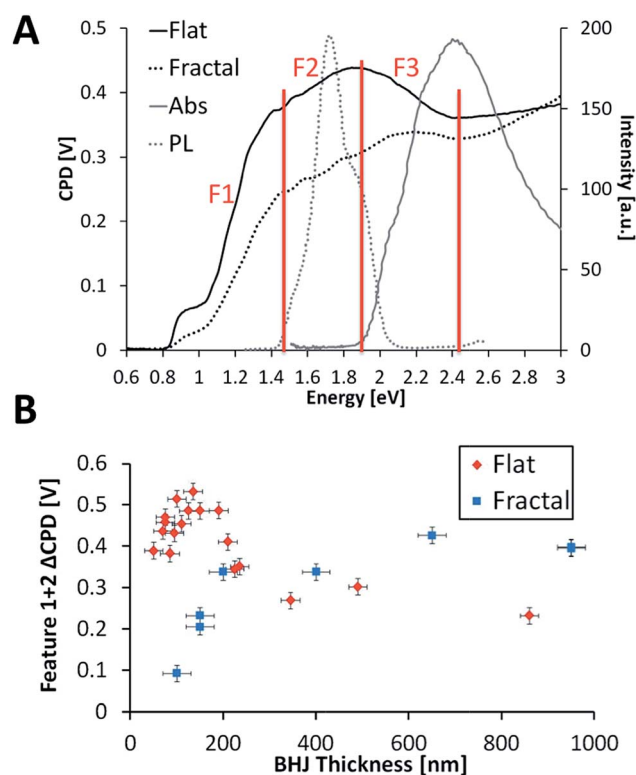 A
Flat
Fractal
Abs
PL
F1
F2
F3
CPD [V]
0.5
0.4
0.3
0.2
0.1
0
Intensity [a.u.]
200
150
100
50
0
0.6 0.8 1 1.2 1.4 1.6 1.8 2 2.2 2.4 2.6 2.8 3
Energy [eV]
B
Feature 1+2 ΔCPD [V]
0.6
0.5
0.4
0.3
0.2
0.1
0
Flat
Fractal
0 200 400 600 800 1000
BHJ Thickness [nm]